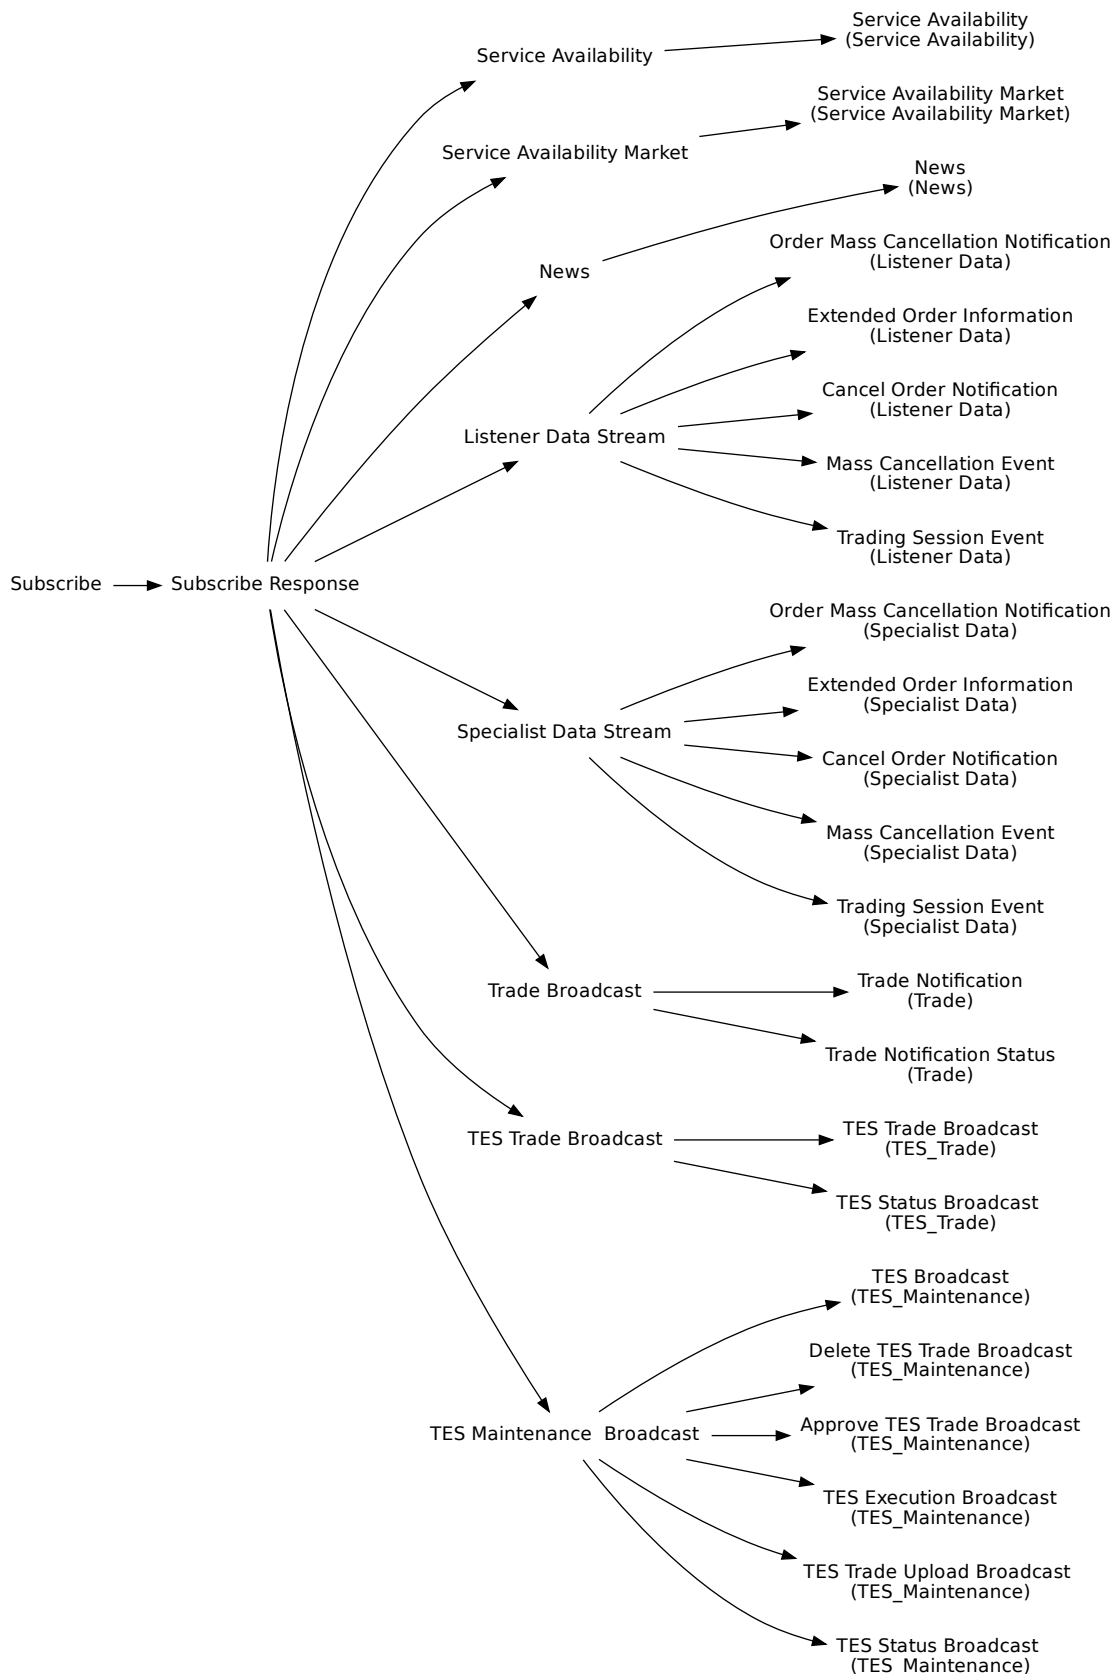 Service Availability
(Service Availability)
Service Availability
Service Availability Market
(Service Availability Market)
Service Availability Market
News
(News)
News
Order Mass Cancellation Notification
(Listener Data)
Extended Order Information
(Listener Data)
Cancel Order Notification
(Listener Data)
Listener Data Stream
Mass Cancellation Event
(Listener Data)
Trading Session Event
(Listener Data)
Subscribe
Subscribe Response
Order Mass Cancellation Notification
(Specialist Data)
Extended Order Information
(Specialist Data)
Specialist Data Stream
Cancel Order Notification
(Specialist Data)
Mass Cancellation Event
(Specialist Data)
Trading Session Event
(Specialist Data)
Trade Broadcast
Trade Notification
(Trade)
Trade Notification Status
(Trade)
TES Trade Broadcast
TES Trade Broadcast
(TES_Trade)
TES Status Broadcast
(TES_Trade)
TES Broadcast
(TES_Maintenance)
Delete TES Trade Broadcast
(TES_Maintenance)
TES Maintenance  Broadcast
Approve TES Trade Broadcast
(TES_Maintenance)
TES Execution Broadcast
(TES_Maintenance)
TES Trade Upload Broadcast
(TES_Maintenance)
TES Status Broadcast
(TES_Maintenance)